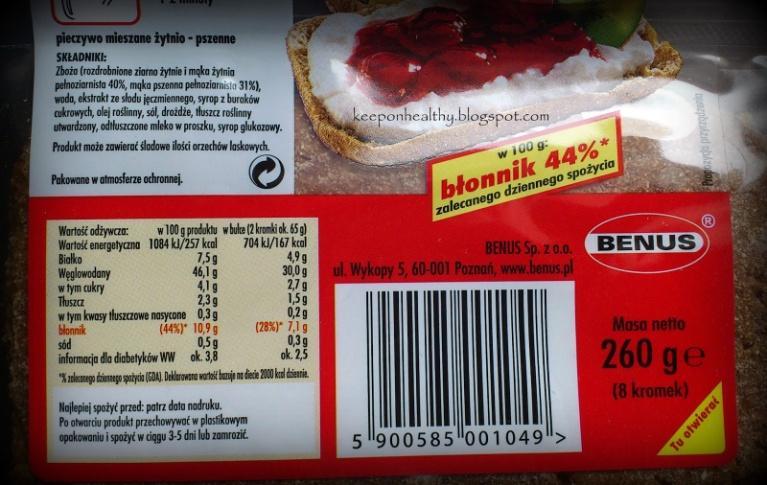 1-2 minuty
pieczywo mieszane żytnio - pszenne
SKŁADNIKI:
Zboża (rozdrobnione ziarno żytnie i mąka żytnia
pełnoziarnista 40%, mąka pszenna pełnoziarnista 31%),
woda, ekstrakt ze słodu jęczmiennego, syrop z buraków
cukrowych, olej roślinny, sól, drożdże, tłuszcz roślinny
utwardzony, odtłuszczone mleko w proszku, syrop glukozowy.
Produkt może zawierać śladowe ilości orzechów laskowych.
Pakowane w atmosferze ochronnej.
keeponhealthy.blogspot.com
w 100 g:
błonnik 44%*
zalecanego dziennego spożycia
Propozycja przyrządzenia
Wartość odżywcza: w 100 g produktu w bułce (2 kromki ok. 65 g)
Wartość energetyczna 1084 kJ/257 kcal 704 kJ/167 kcal
Białko 7,5 g 4,9 g
Węglowodany 46,1 g 30,0 g
w tym cukry 4,1 g 2,7 g
Tłuszcz 2,3 g 1,5 g
w tym kwasy tłuszczowe nasycone 0,3 g 0,2 g
błonnik (44%)* 10,9 g (28%)* 7,1 g
sód 0,5 g 0,3 g
informacja dla diabetyków WW ok. 3,8 ok. 2,5
*% zalecanego dziennego spożycia (GDA). Deklarowana wartość bazuje na diecie 2000 kcal dziennie.
Najlepiej spożyć przed: patrz data nadruku.
Po otwarciu produkt przechowywać w plastikowym
opakowaniu i spożyć w ciągu 3-5 dni lub zamrozić.
BENUS Sp. z o.o.
ul. Wykopy 5, 60-001 Poznań, www.benus.pl
5 900585 001049 >
BENUS®
Masa netto
260 g e
(8 kromek)
Tu otwierać